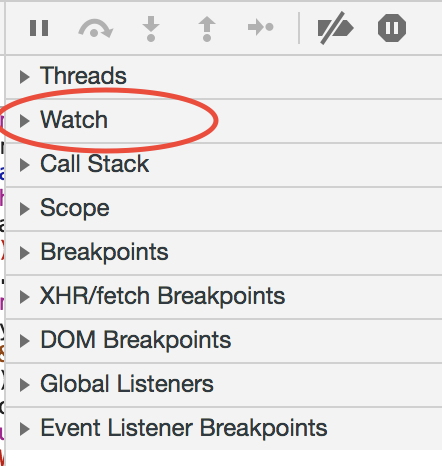 Threads
Watch
Call Stack
Scope
Breakpoints
XHR/fetch Breakpoints
DOM Breakpoints
Global Listeners
Event Listener Breakpoints